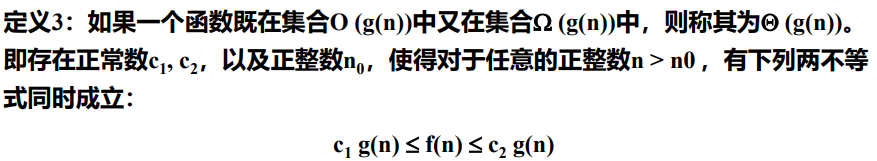 定义3：如果一个函数既在集合O (g(n))中又在集合Ω (g(n))中，则称其为Θ (g(n))。
即存在正常数c₁, c₂，以及正整数n₀，使得对于任意的正整数n > n0 ，有下列两不等
式同时成立：
c₁ g(n) ≤ f(n) ≤ c₂ g(n)